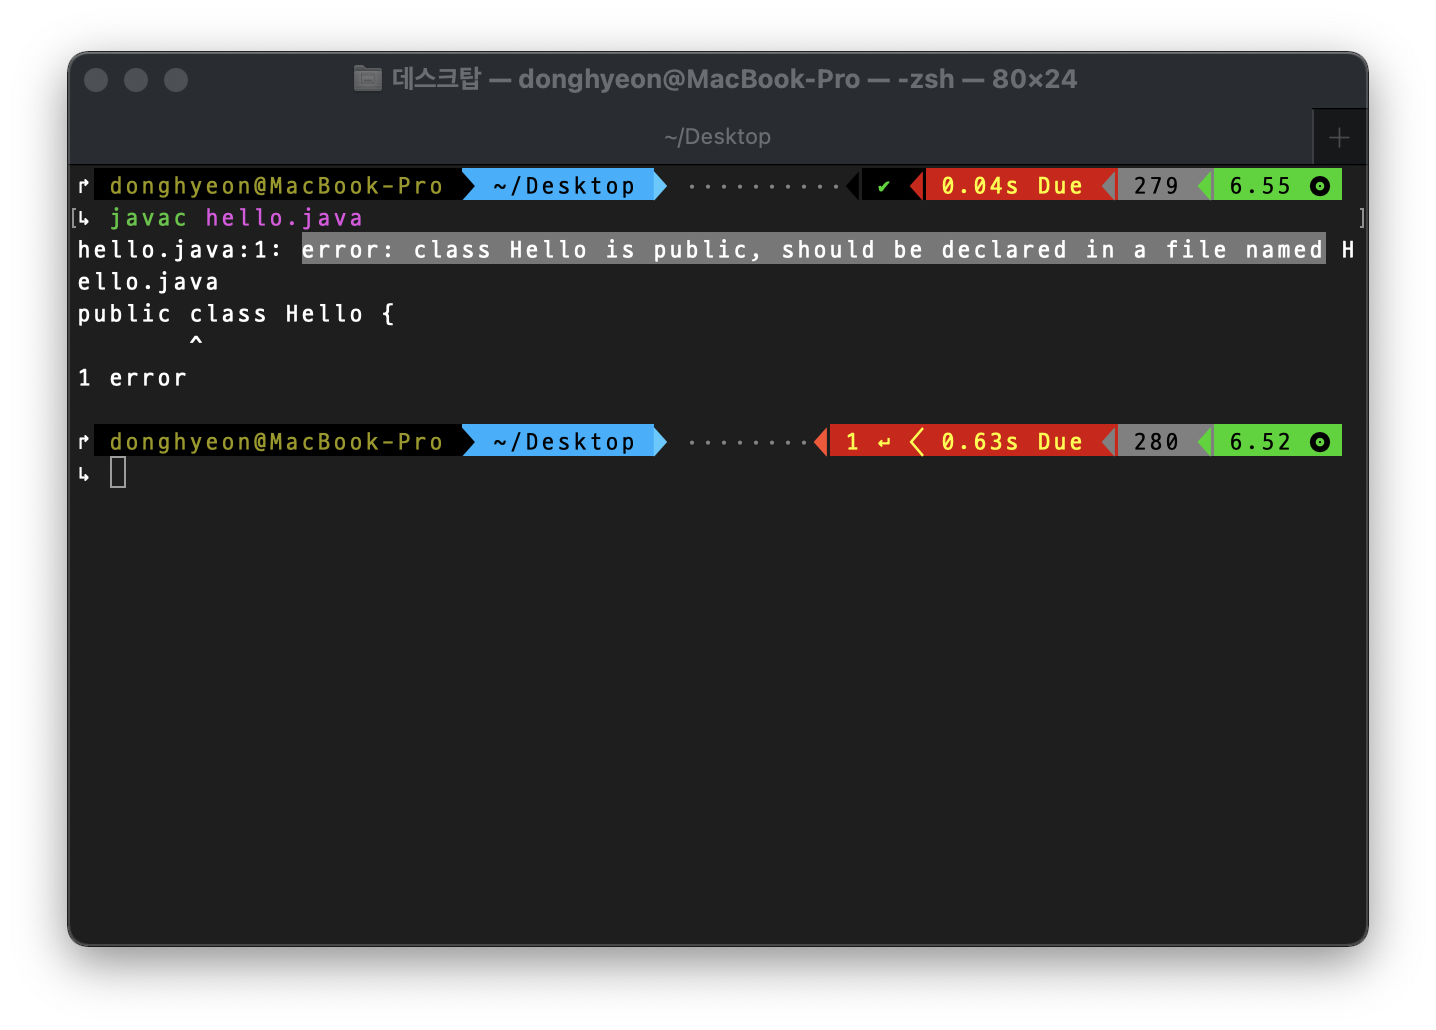 데스크탑 — donghyeon@MacBook-Pro — -zsh — 80×24
~/Desktop
↱ donghyeon@MacBook-Pro ~/Desktop ·········· ✔ 0.04s Due 279 6.55
[↳ javac hello.java ]
hello.java:1: error: class Hello is public, should be declared in a file named H
ello.java
public class Hello {
^
1 error
↱ donghyeon@MacBook-Pro ~/Desktop ········ 1 ↵ 0.63s Due 280 6.52
↳